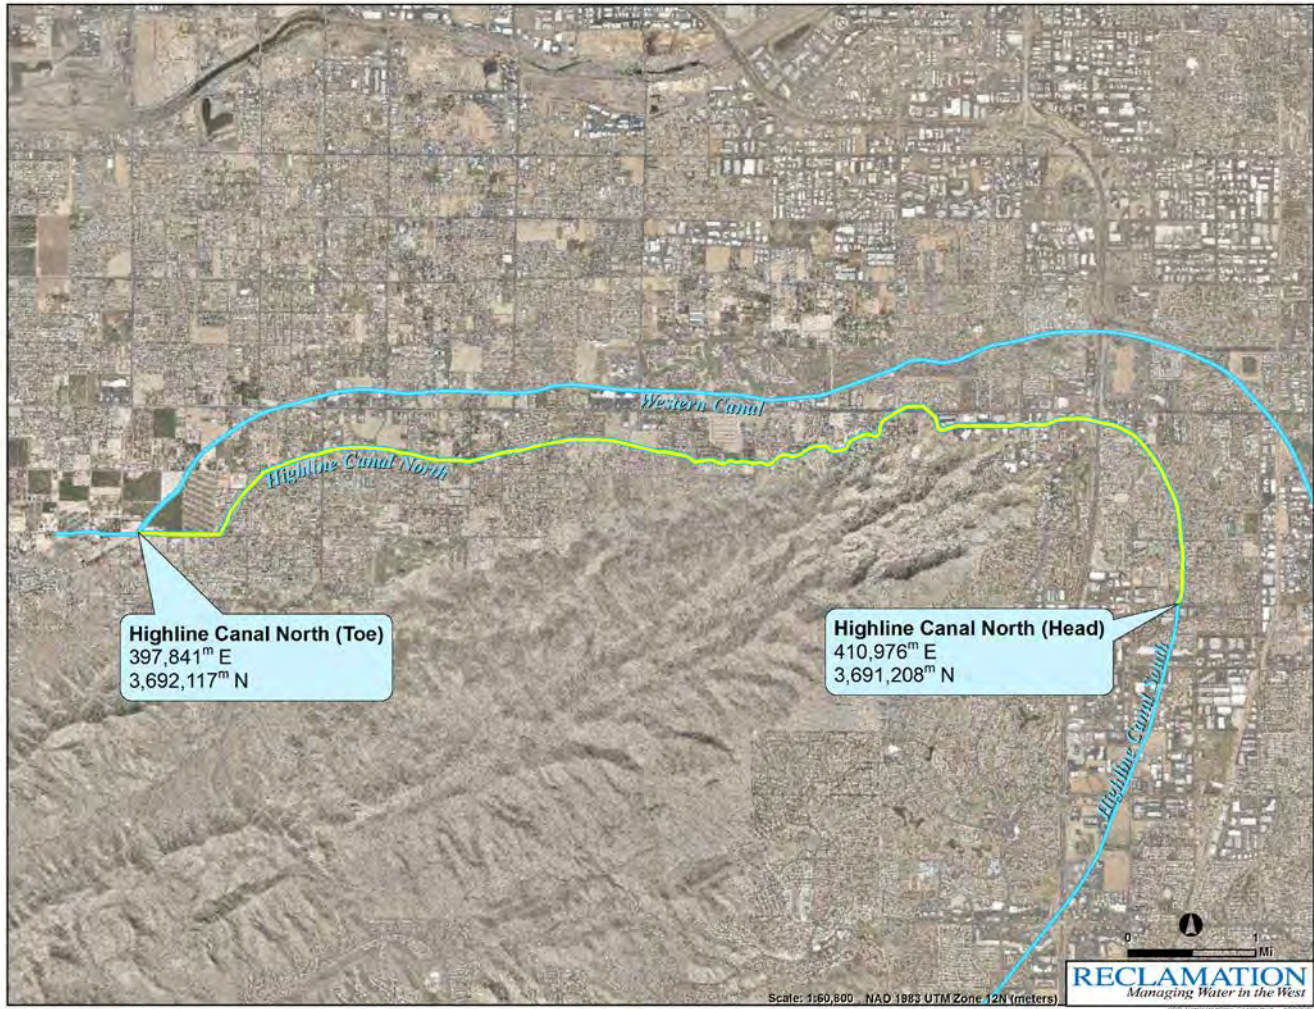 Western Canal
Highline Canal North
Highline Canal North (Toe)
397,841m E
3,692,117m N
Highline Canal North (Head)
410,976m E
3,691,208m N
Highline Canal South
0 1
Mi
RECLAMATION
Managing Water in the West
Scale: 1:60,800 NAD 1983 UTM Zone 12N (meters)